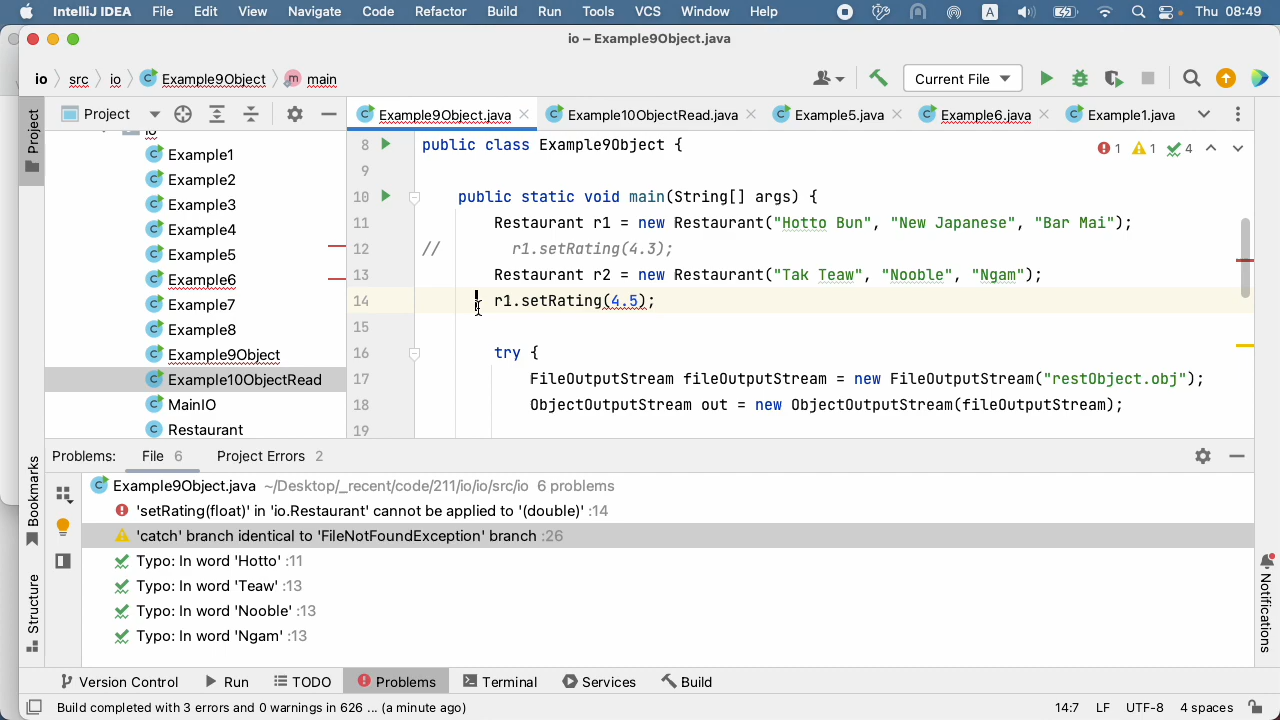 IntelliJ IDEA File Edit View Navigate Code Refactor Build Run Tools VCS Window Help A Thu 08:49
io – Example9Object.java
io src io Example9Object main Current File
Project Example9Object.java Example10ObjectRead.java Example5.java Example6.java Example1.java
Project
io
Example1
Example2
Example3
Example4
Example5
Example6
Example7
Example8
Example9Object
Example10ObjectRead
MainIO
Restaurant
8 public class Example9Object {
1 1 4
9
10 public static void main(String[] args) {
11 Restaurant r1 = new Restaurant("Hotto Bun", "New Japanese", "Bar Mai");
12 // r1.setRating(4.3);
13 Restaurant r2 = new Restaurant("Tak Teaw", "Nooble", "Ngam");
14 r1.setRating(4.5);
15
16 try {
17 FileOutputStream fileOutputStream = new FileOutputStream("restObject.obj");
18 ObjectOutputStream out = new ObjectOutputStream(fileOutputStream);
19
Problems: File 6 Project Errors 2
Example9Object.java ~/Desktop/_recent/code/211/io/io/src/io 6 problems
'setRating(float)' in 'io.Restaurant' cannot be applied to '(double)' :14
'catch' branch identical to 'FileNotFoundException' branch :26
Typo: In word 'Hotto' :11
Typo: In word 'Teaw' :13
Typo: In word 'Nooble' :13
Typo: In word 'Ngam' :13
Bookmarks
Structure
Notifications
Version Control Run TODO Problems Terminal Services Build
Build completed with 3 errors and 0 warnings in 626 ... (a minute ago) 14:7 LF UTF-8 4 spaces